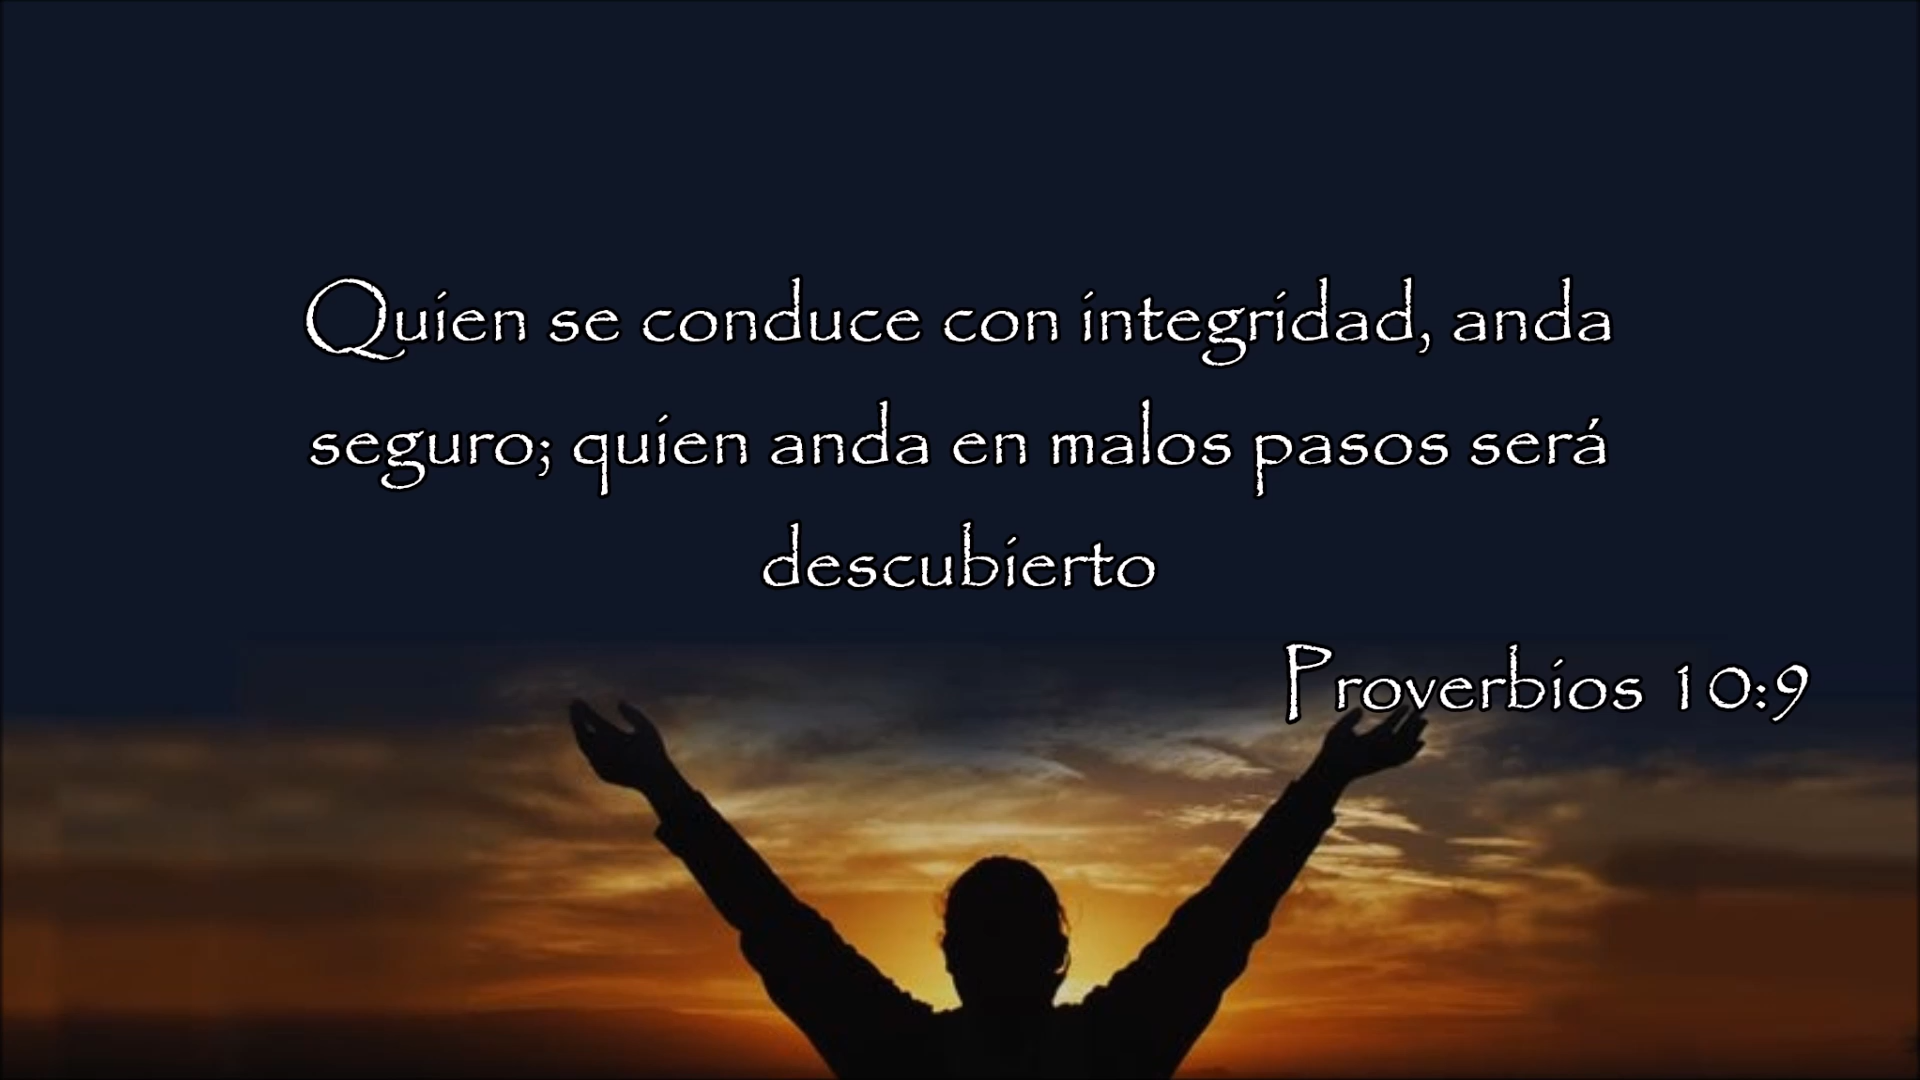 Quien se conduce con integridad, anda
seguro; quien anda en malos pasos será
descubierto
Proverbios 10:9